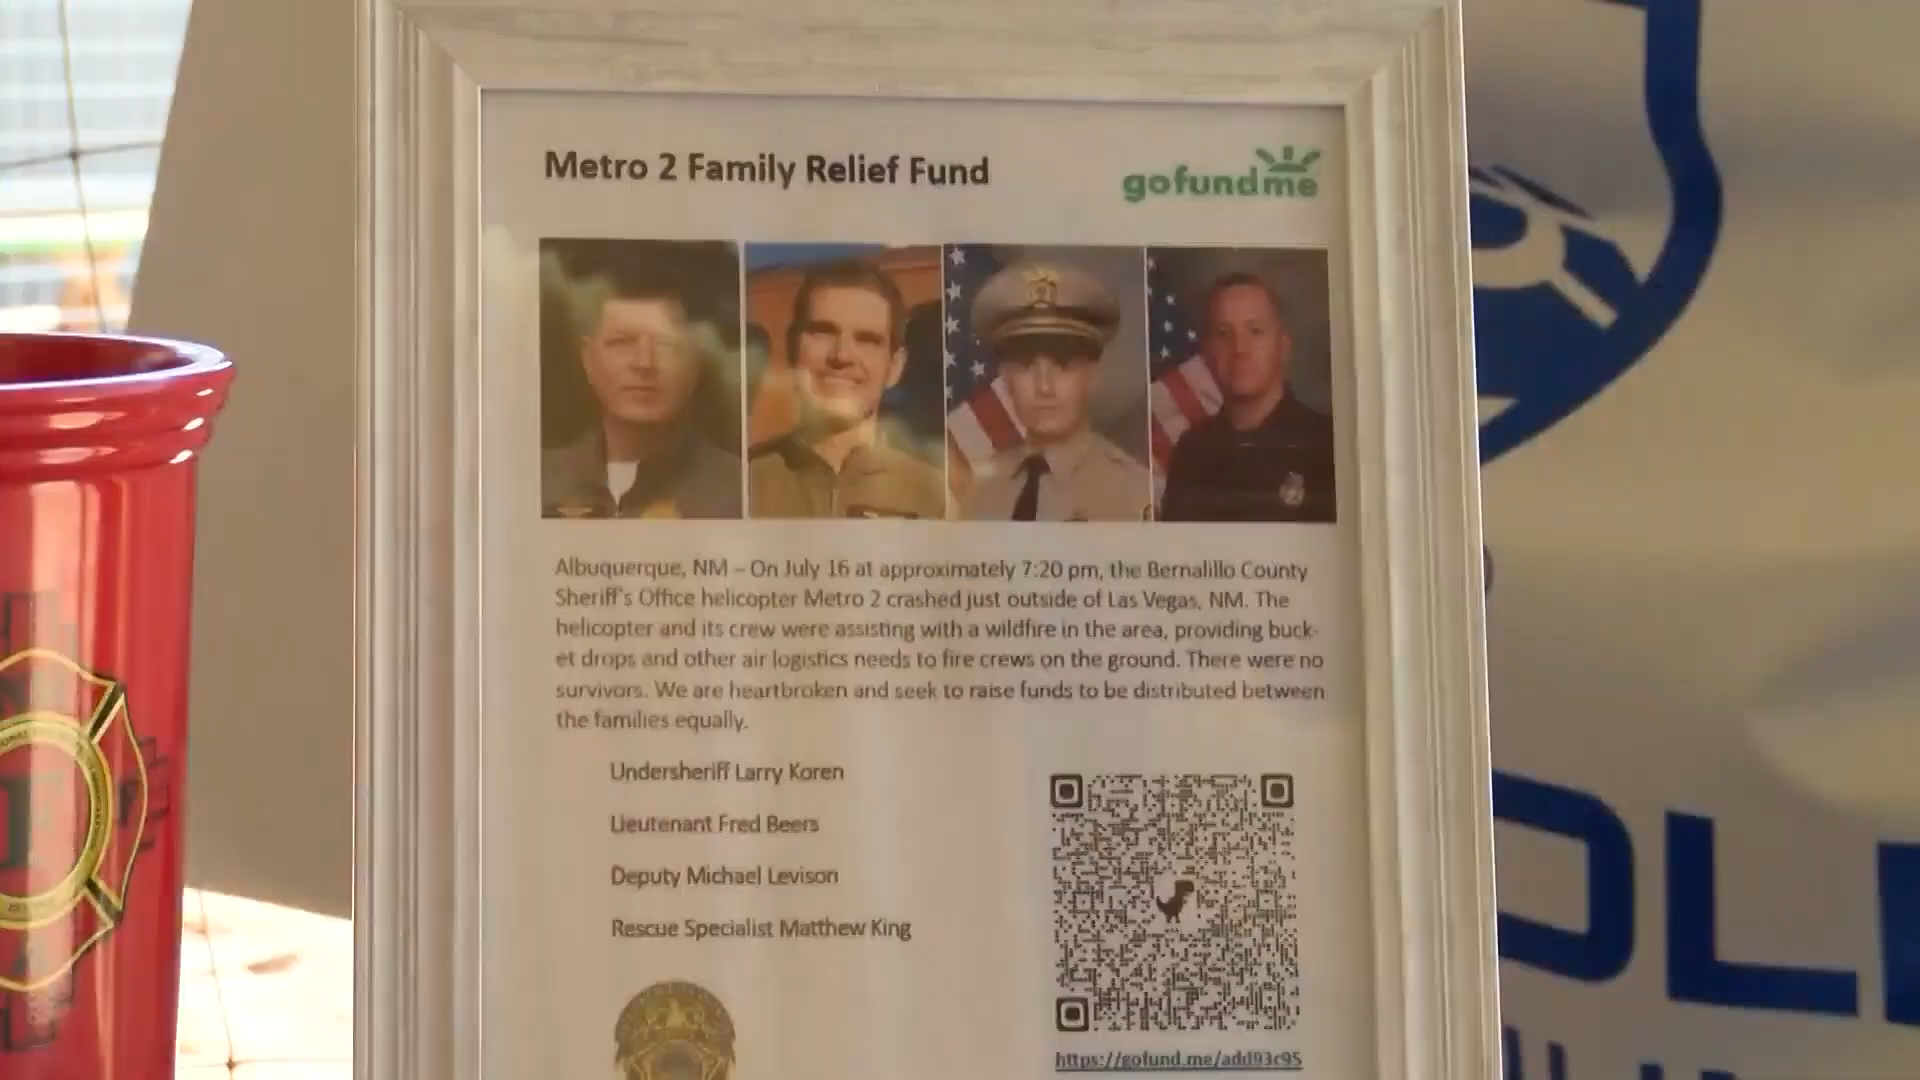 Metro 2 Family Relief Fund
gofundme
Albuquerque, NM – On July 16 at approximately 7:20 pm, the Bernalillo County
Sheriff's Office helicopter Metro 2 crashed just outside of Las Vegas, NM. The
helicopter and its crew were assisting with a wildfire in the area, providing buck-
et drops and other air logistics needs to fire crews on the ground. There were no
survivors. We are heartbroken and seek to raise funds to be distributed between
the families equally.
Undersheriff Larry Koren
Lieutenant Fred Beers
Deputy Michael Levison
Rescue Specialist Matthew King
https://gofund.me/add93c95